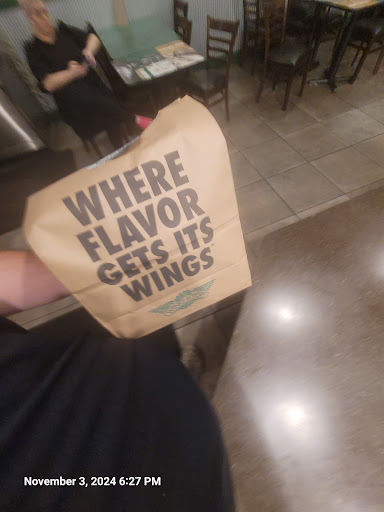 WHERE
FLAVOR
GETS ITS
WINGS
November 3, 2024 6:27 PM